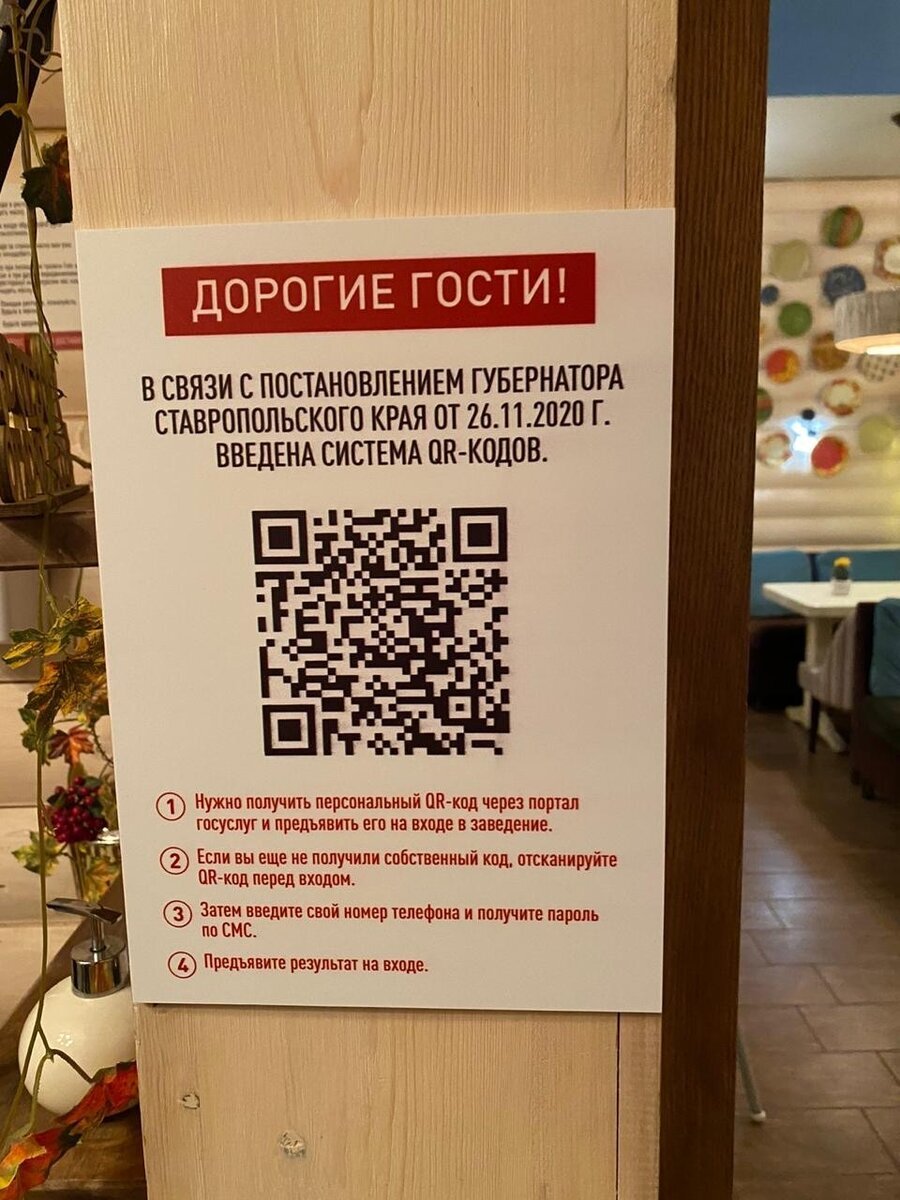 ДОРОГИЕ ГОСТИ!
В СВЯЗИ С ПОСТАНОВЛЕНИЕМ ГУБЕРНАТОРА
СТАВРОПОЛЬСКОГО КРАЯ ОТ 26.11.2020 Г.
ВВЕДЕНА СИСТЕМА QR-КОДОВ.
1 Нужно получить персональный QR-код через портал
госуслуг и предъявить его на входе в заведение.
2 Если вы еще не получили собственный код, отсканируйте
QR-код перед входом.
3 Затем введите свой номер телефона и получите пароль
по СМС.
4 Предъявите результат на входе.